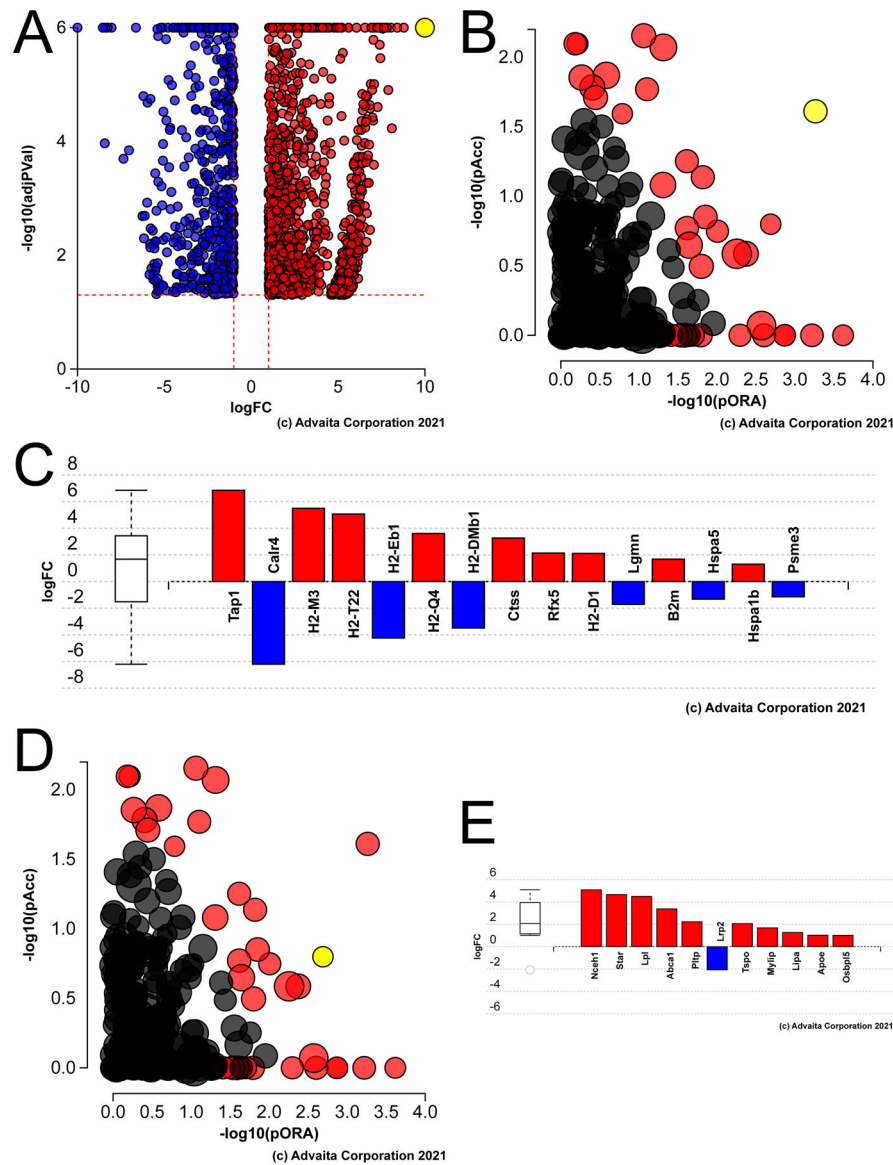 A
6
4
2
0
-log10(adjPVal)
-10
-5
0
5
10
logFC
(c) Advaita Corporation 2021
B
2.0
1.5
1.0
0.5
0.0
-log10(pAcc)
0.0 0.5 1.0 1.5 2.0 2.5 3.0 3.5 4.0
-log10(pORA)
(c) Advaita Corporation 2021
C
8
6
4
2
0
-2
-4
-6
-8
logFC
Tap1
Calr4
H2-M3
H2-T22
H2-Eb1
H2-Q4
H2-DMb1
Ctss
Rfx5
H2-D1
Lgmn
B2m
Hspa5
Hspa1b
Psme3
(c) Advaita Corporation 2021
D
2.0
1.5
1.0
0.5
0.0
-log10(pAcc)
0.0 0.5 1.0 1.5 2.0 2.5 3.0 3.5 4.0
-log10(pORA)
(c) Advaita Corporation 2021
E
6
4
2
0
-2
-4
-6
logFC
Nceh1
Star
Lpl
Abca1
Pltp
Lrp2
Tspo
Mylip
Lipa
Apoe
Osbpl5
(c) Advaita Corporation 2021